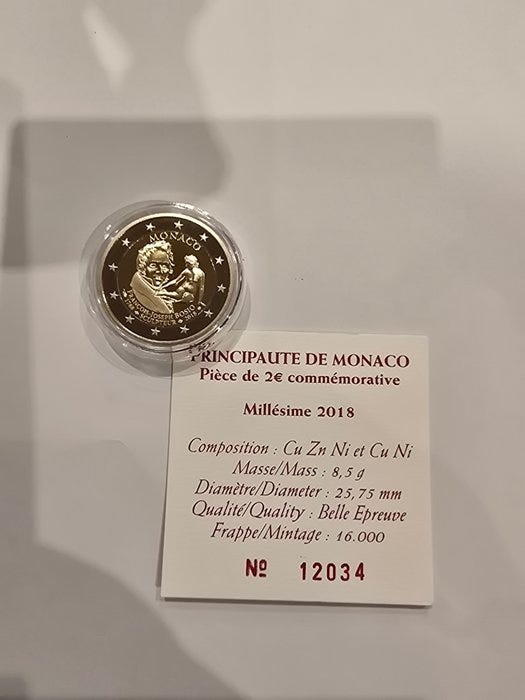 MONACO
FRANÇOIS JOSEPH BOSIO
1768 • SCULPTEUR • 2018
PRINCIPAUTE DE MONACO
Pièce de 2€ commémorative
Millésime 2018
Composition : Cu Zn Ni et Cu Ni
Masse/Mass : 8,5 g
Diamètre/Diameter : 25,75 mm
Qualité/Quality : Belle Epreuve
Frappe/Mintage : 16.000
Nº 12034